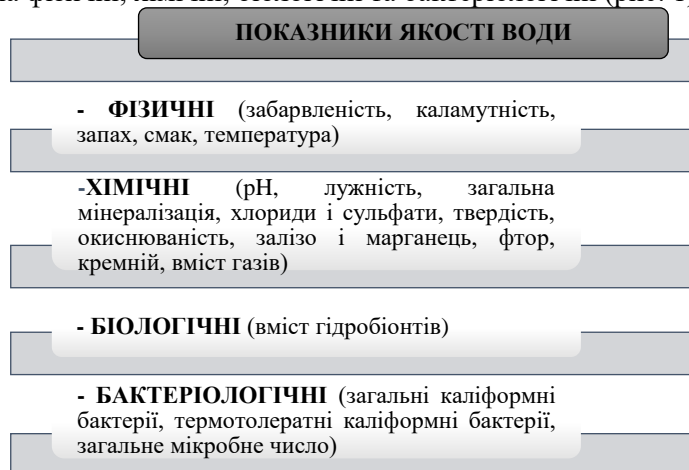 ПОКАЗНИКИ ЯКОСТІ ВОДИ
- ФІЗИЧНІ (забарвленість, каламутність,
запах, смак, температура)
-ХІМІЧНІ (рН, лужність, загальна
мінералізація, хлориди і сульфати, твердість,
окиснюваність, залізо і марганець, фтор,
кремній, вміст газів)
- БІОЛОГІЧНІ (вміст гідробіонтів)
- БАКТЕРІОЛОГІЧНІ (загальні каліформні
бактерії, термотолератні каліформні бактерії,
загальне мікробне число)